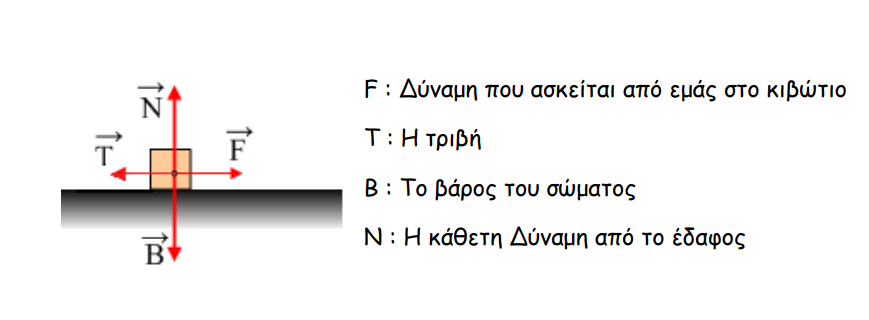 N
T
F
B
F : Δύναμη που ασκείται από εμάς στο κιβώτιο
T : Η τριβή
B : Το βάρος του σώματος
N : Η κάθετη Δύναμη από το έδαφος